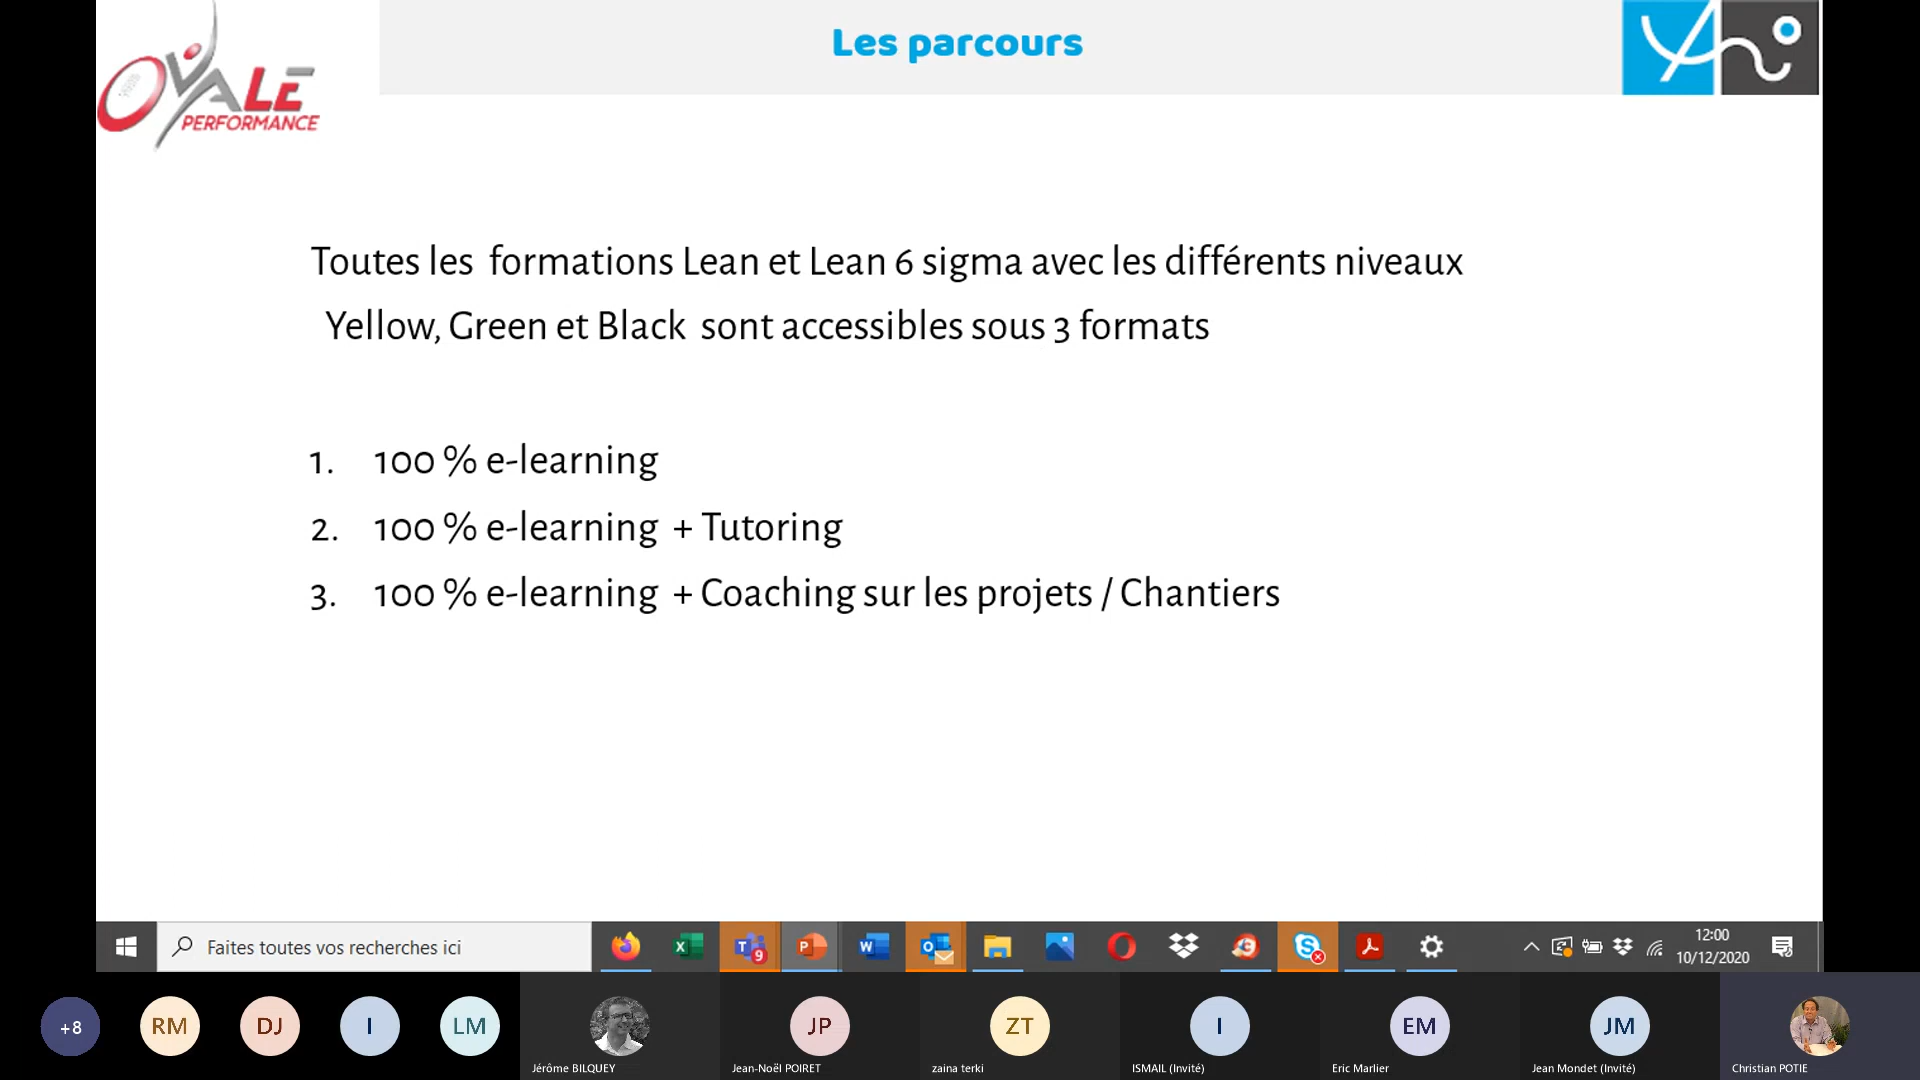 Les parcours
OVALE
PERFORMANCE
Toutes les formations Lean et Lean 6 sigma avec les différents niveaux
Yellow, Green et Black sont accessibles sous 3 formats
1. 100 % e-learning
2. 100 % e-learning + Tutoring
3. 100 % e-learning + Coaching sur les projets / Chantiers
Faites toutes vos recherches ici
9
12:00
10/12/2020
+8
RM
DJ
I
LM
JP
ZT
I
EM
JM
Jérôme BILQUEY
Jean-Noël POIRET
zaina terki
ISMAIL (Invité)
Eric Marlier
Jean Mondet (Invité)
Christian POTIE